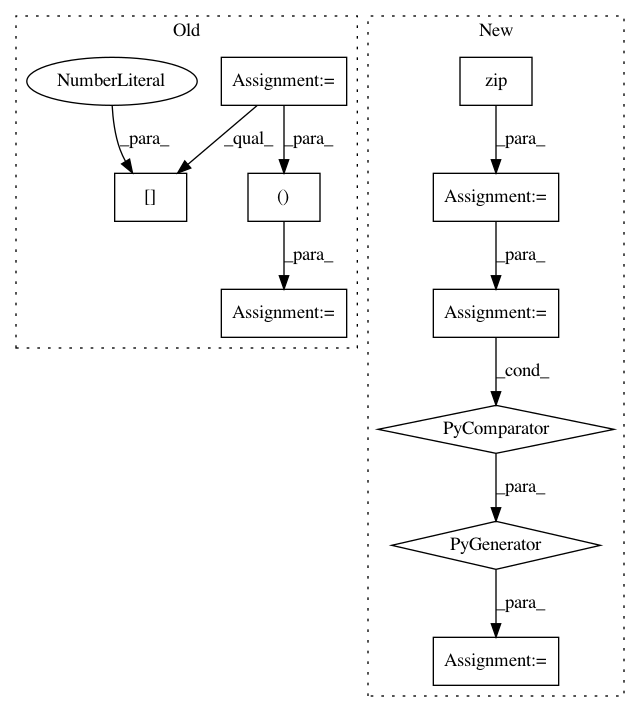 Old
New
NumberLiteral
Assignment:=
zip
_para_
_qual_
_para_
_para_
[]
()
Assignment:=
_para_
_para_
Assignment:=
Assignment:=
_cond_
PyComparator
_para_
PyGenerator
_para_
Assignment:=